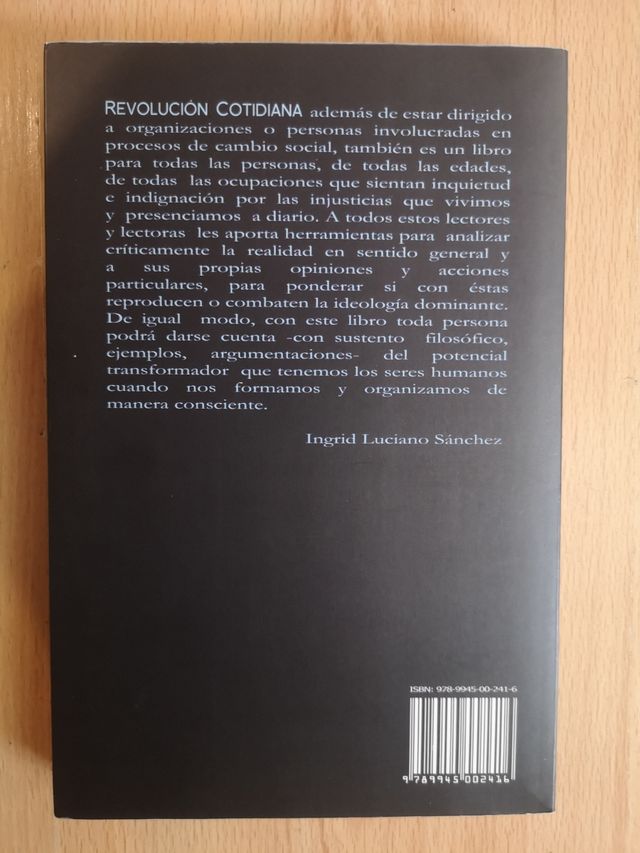 REVOLUCIÓN COTIDIANA además de estar dirigido
a organizaciones o personas involucradas en
procesos de cambio social, también es un libro
para todas las personas, de todas las edades,
de todas las ocupaciones que sientan inquietud
e indignación por las injusticias que vivimos
y presenciamos a diario. A todos estos lectores
y lectoras les aporta herramientas para analizar
críticamente la realidad en sentido general y
a sus propias opiniones y acciones
particulares, para ponderar si con éstas
reproducen o combaten la ideología dominante.
De igual modo, con este libro toda persona
podrá darse cuenta -con sustento filosófico,
ejemplos, argumentaciones- del potencial
transformador que tenemos los seres humanos
cuando nos formamos y organizamos de
manera consciente.
Ingrid Luciano Sánchez
ISBN: 978-9945-00-241-6
9 789945 002416